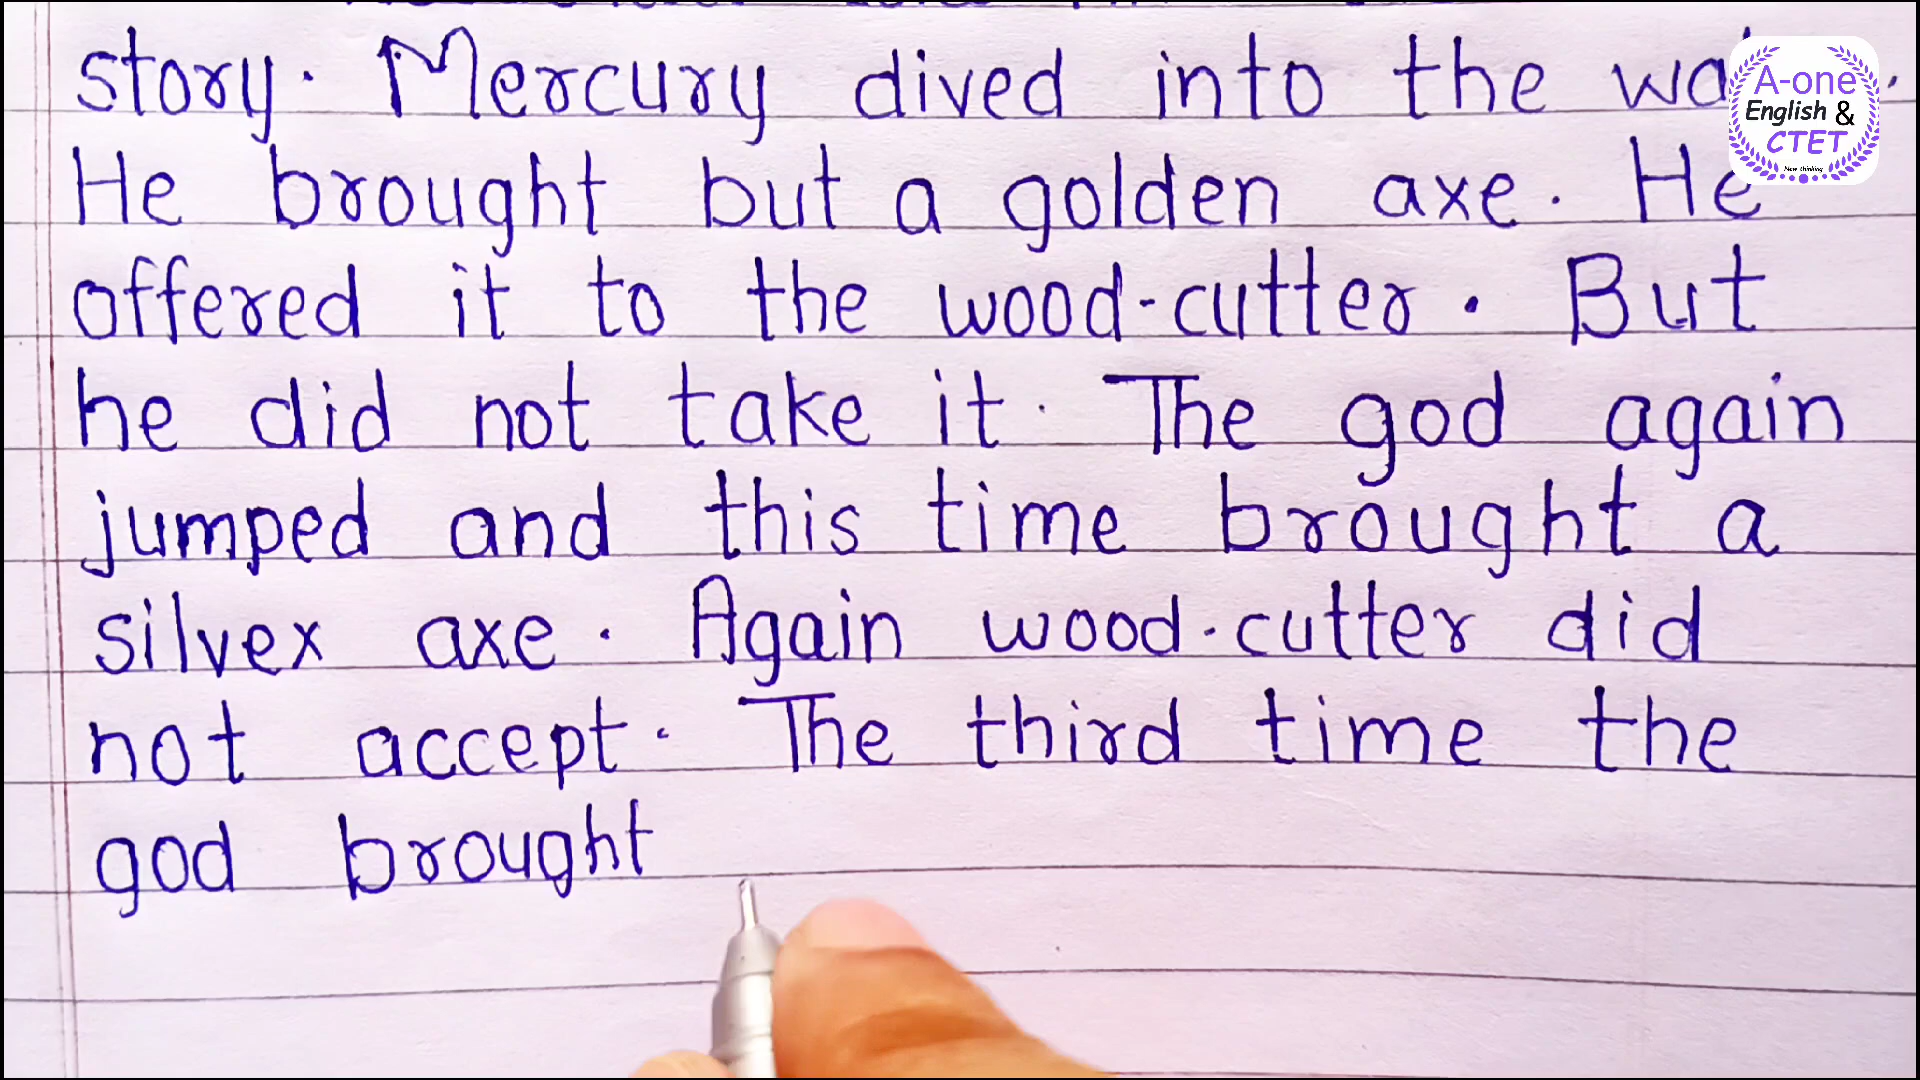 story. Mercury dived into the
He brought but a golden axe. He
offered it to the wood-cutter. But
he did not take it. The god again
jumped and this time brought a
silver axe. Again wood-cutter did
not accept. The third time the
god brought
A-one
English &
CTET
New thinking